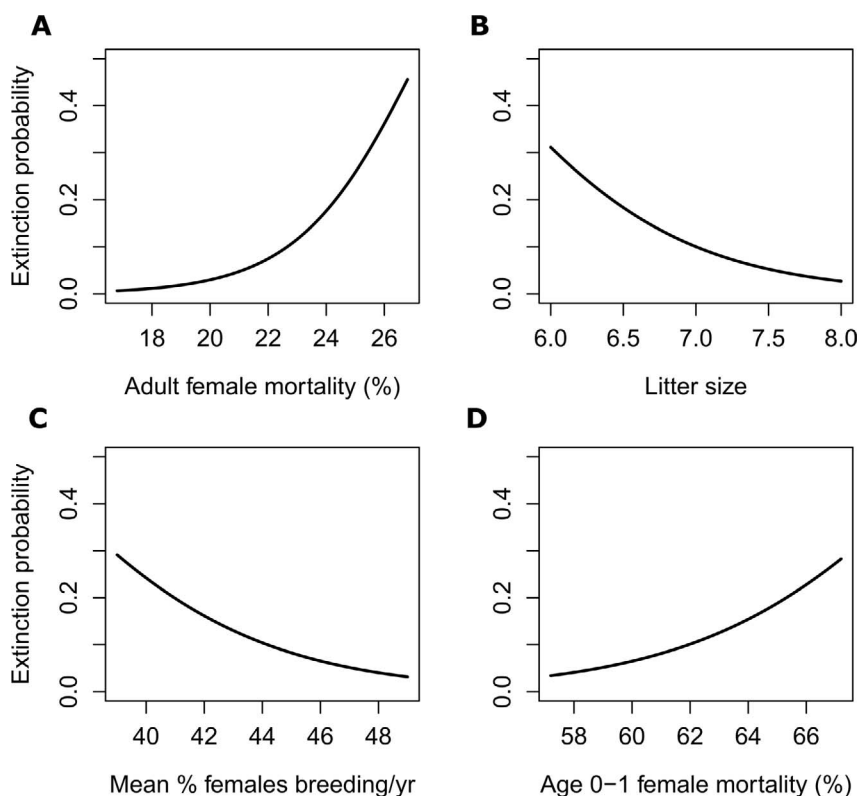 A
B
Extinction probability
0.4
0.2
0.0
0.4
0.2
0.0
18 20 22 24 26
6.0 6.5 7.0 7.5 8.0
Adult female mortality (%)
Litter size
C
D
Extinction probability
0.4
0.2
0.0
0.4
0.2
0.0
40 42 44 46 48
58 60 62 64 66
Mean % females breeding/yr
Age 0−1 female mortality (%)